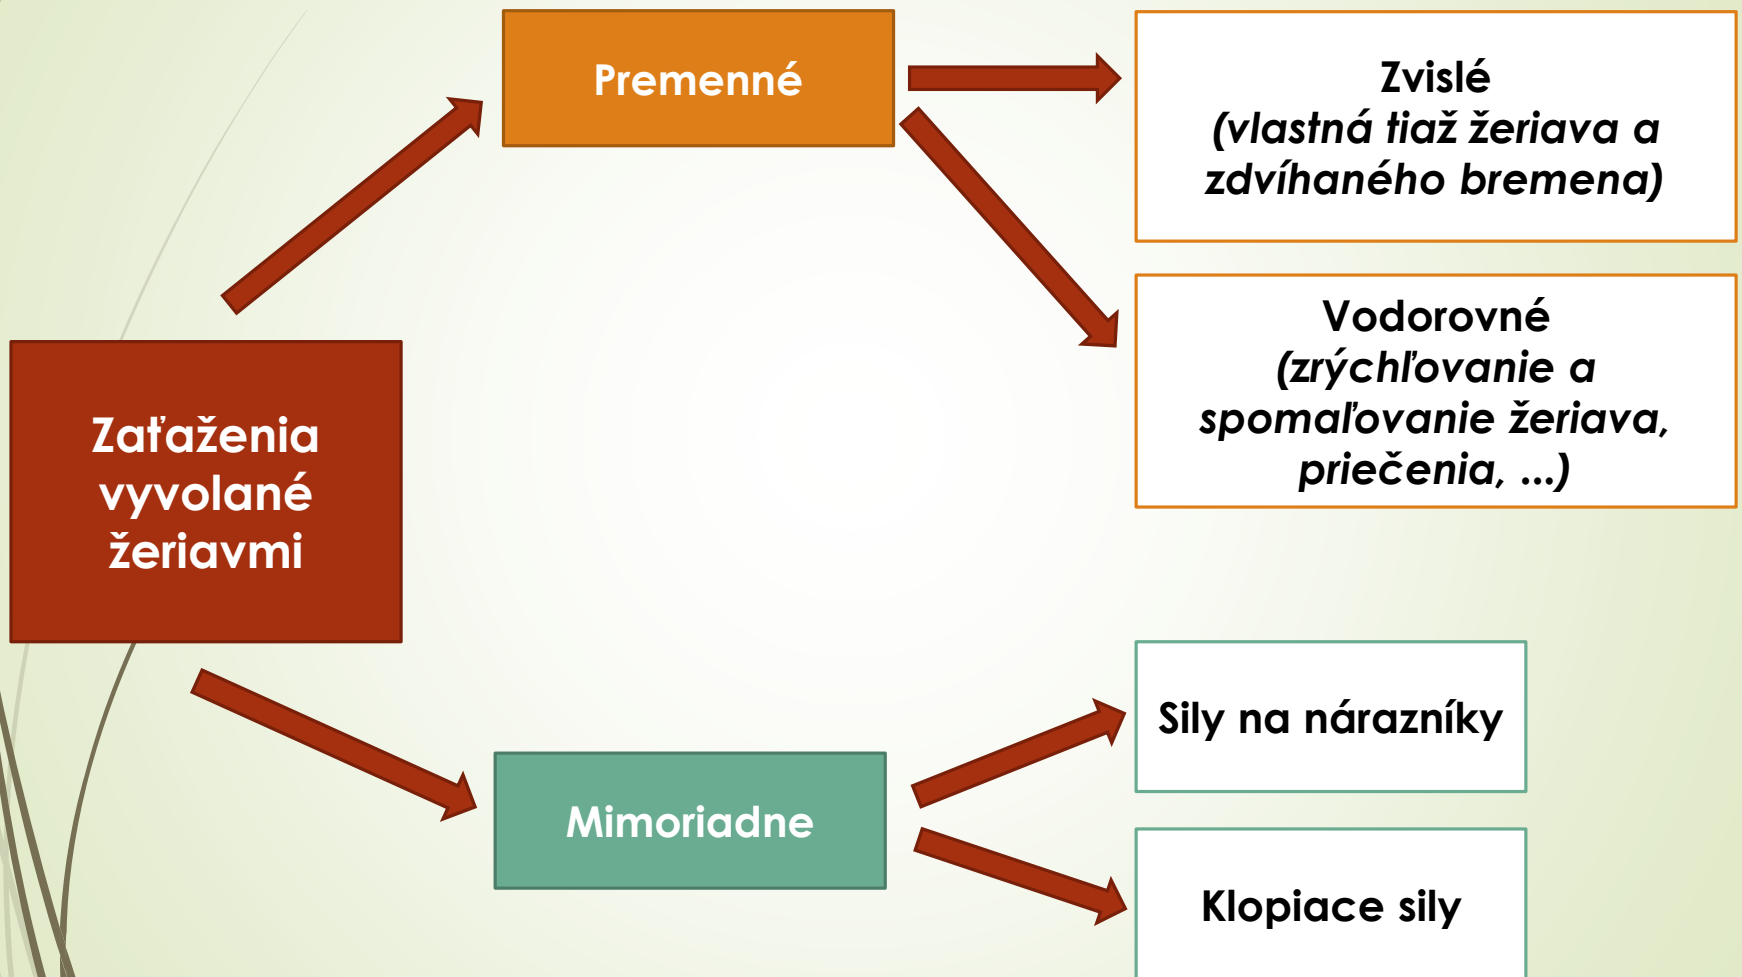 Premenné
Zvislé
(vlastná tiaž žeriava a
zdvíhaného bremena)
Vodorovné
(zrýchľovanie a
spomaľovanie žeriava,
priečenia, ...)
Zaťaženia
vyvolané
žeriavmi
Sily na nárazníky
Mimoriadne
Klopiace sily